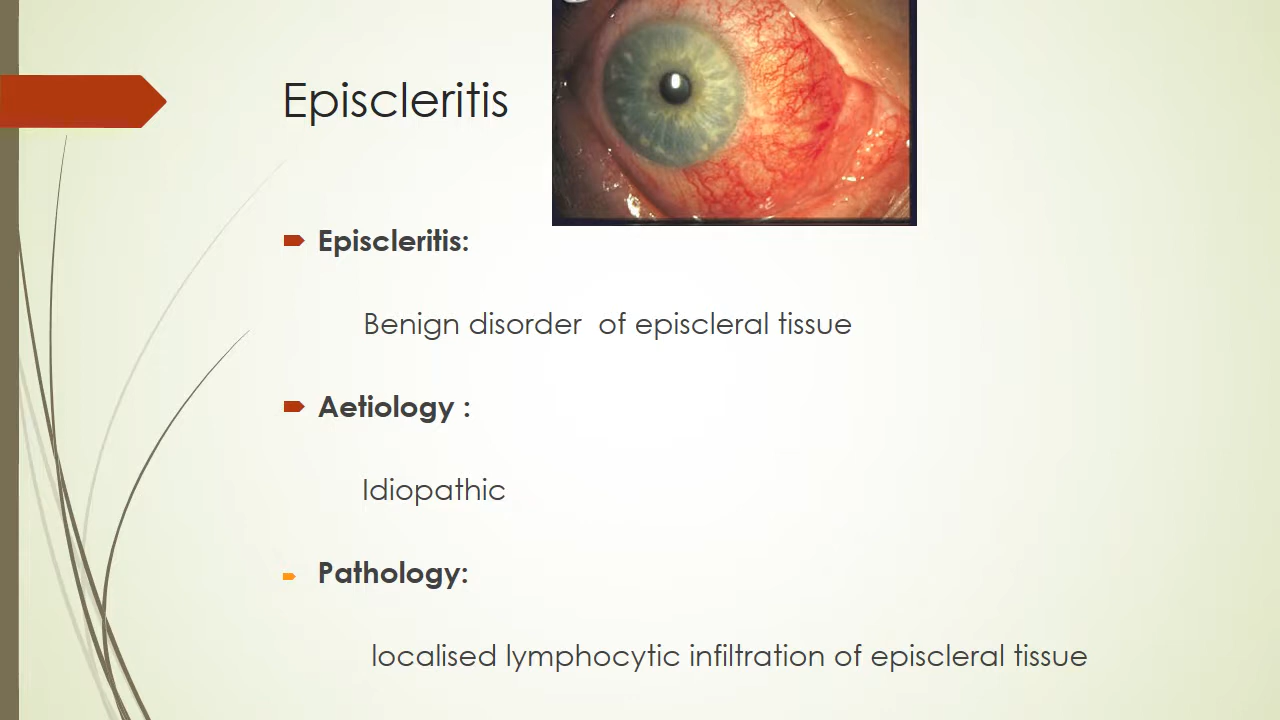 Episcleritis
Episcleritis:
Benign disorder  of episcleral tissue
Aetiology :
Idiopathic
Pathology:
localised lymphocytic infiltration of episcleral tissue